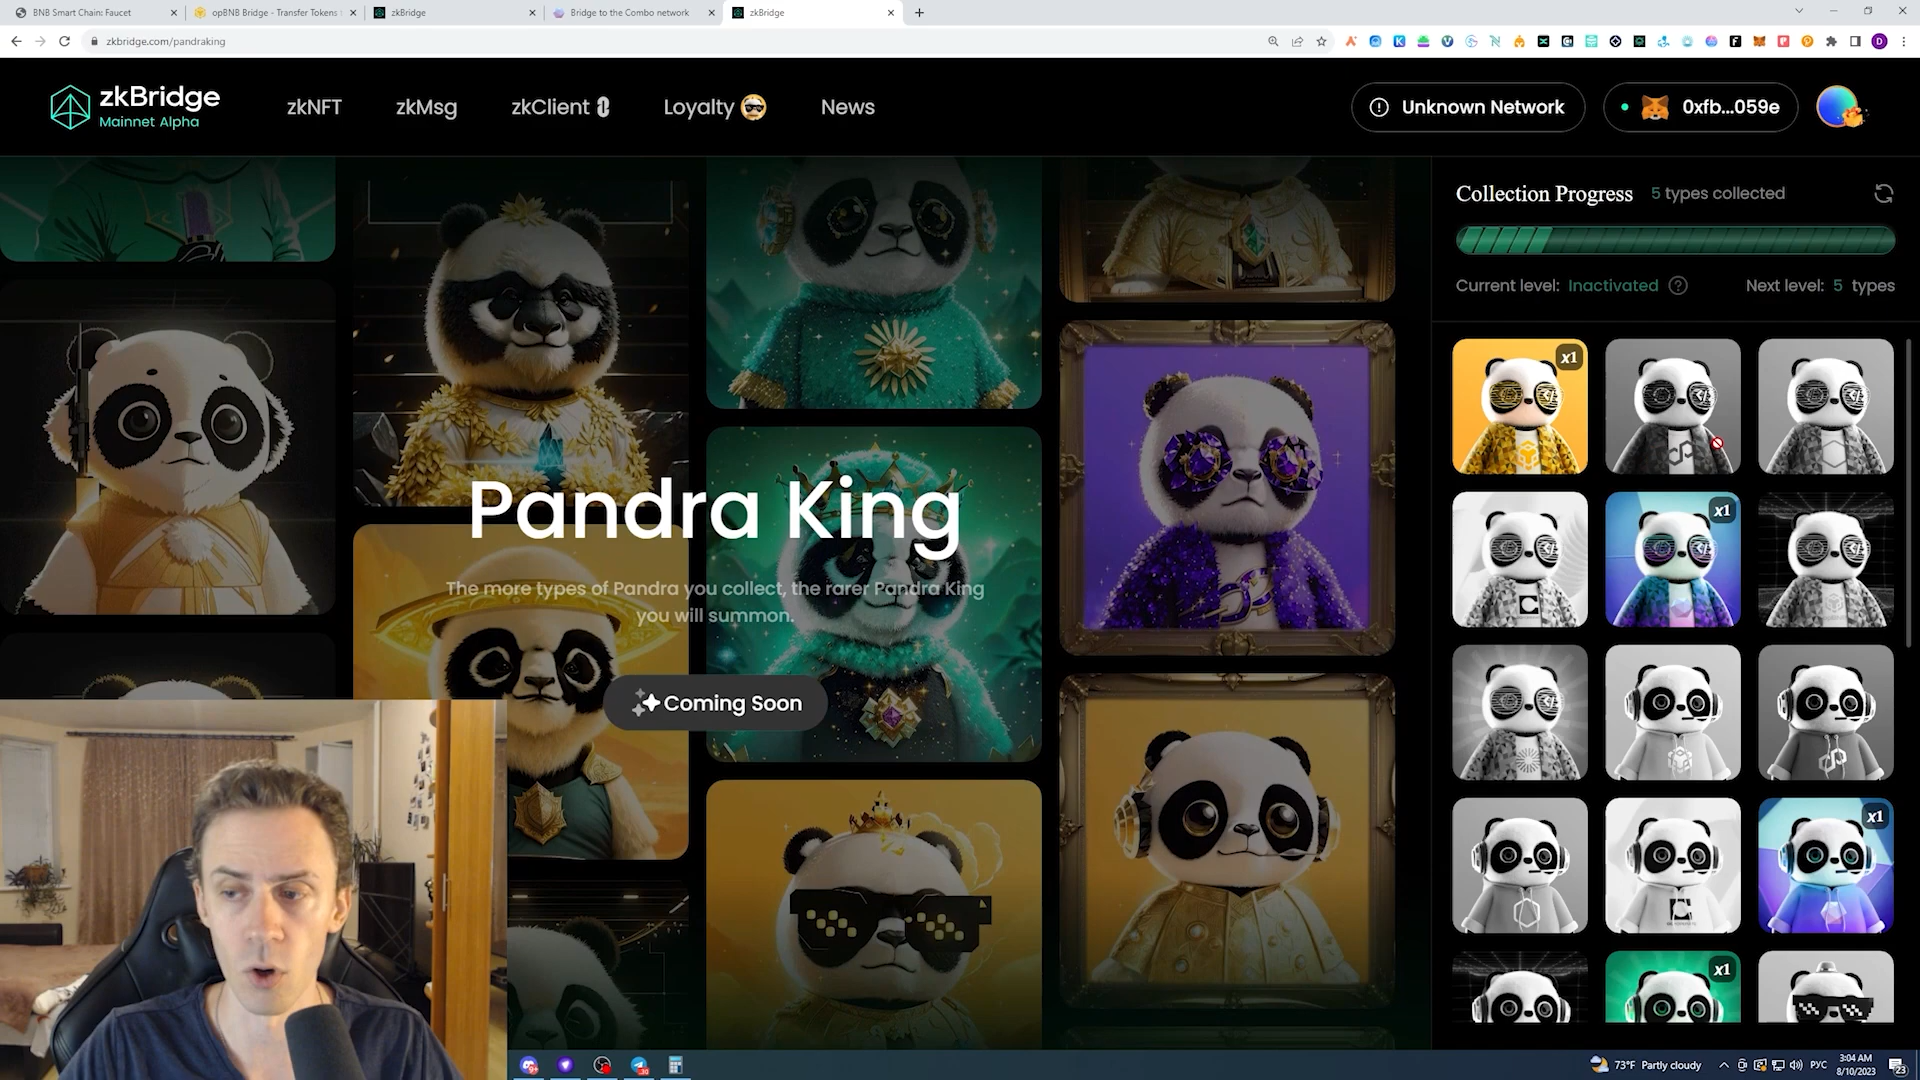 BNB Smart Chain: Faucet
opBNB Bridge - Transfer Tokens
zkBridge
Bridge to the Combo network
zkBridge
zkbridge.com/pandraking
zkBridge
Mainnet Alpha
zkNFT
zkMsg
zkClient
Loyalty
News
Unknown Network
0xfb...059e
Pandra King
The more types of Pandra you collect, the rarer Pandra King
you will summon.
Coming Soon
Collection Progress
5 types collected
Current level: Inactivated
Next level: 5 types
x1
x1
x1
x1
73°F Partly cloudy
РУС
3:04 AM
8/10/2023
23